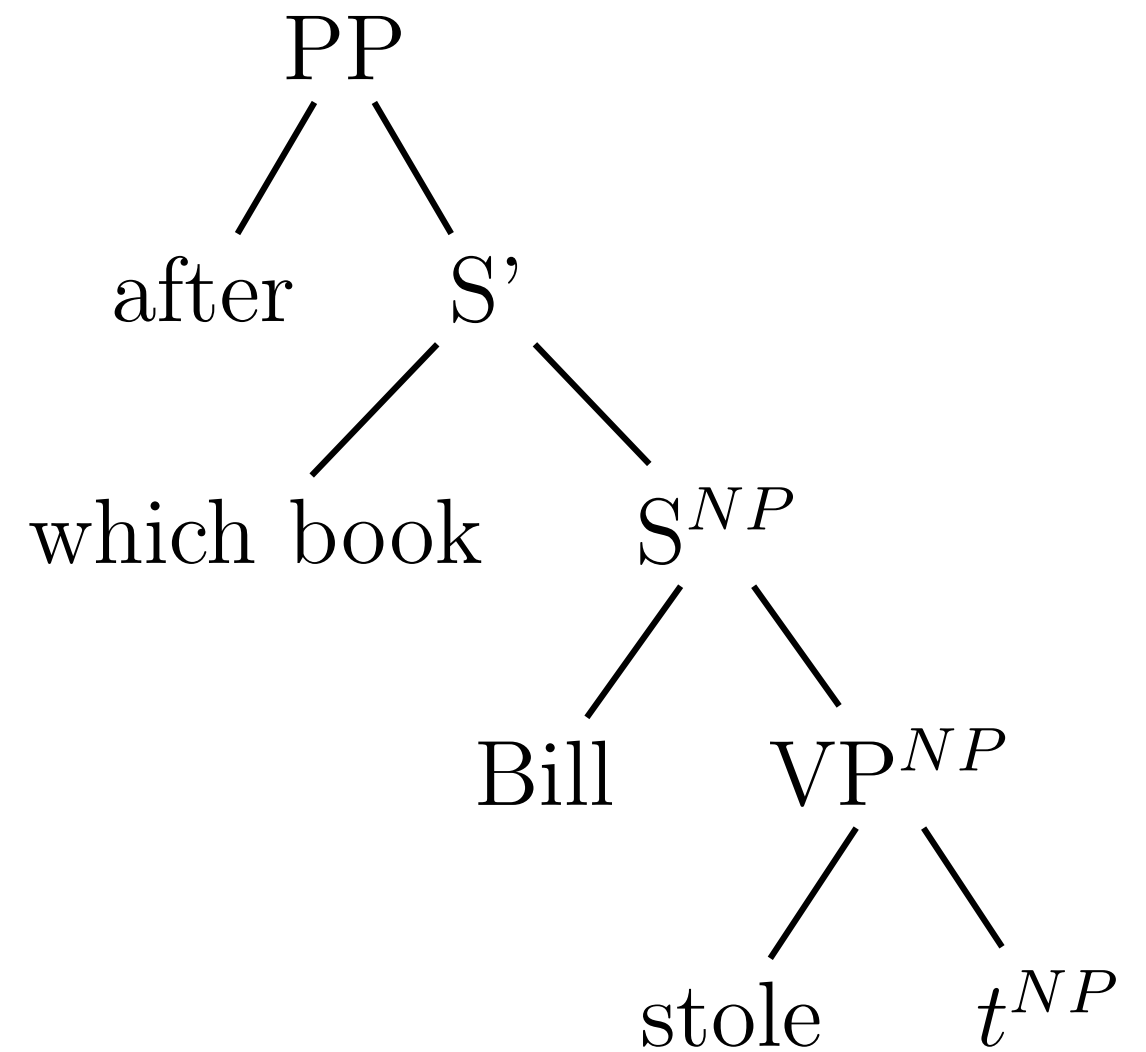 PP
after S’
which book S^{NP}
Bill VP^{NP}
stole t^{NP}